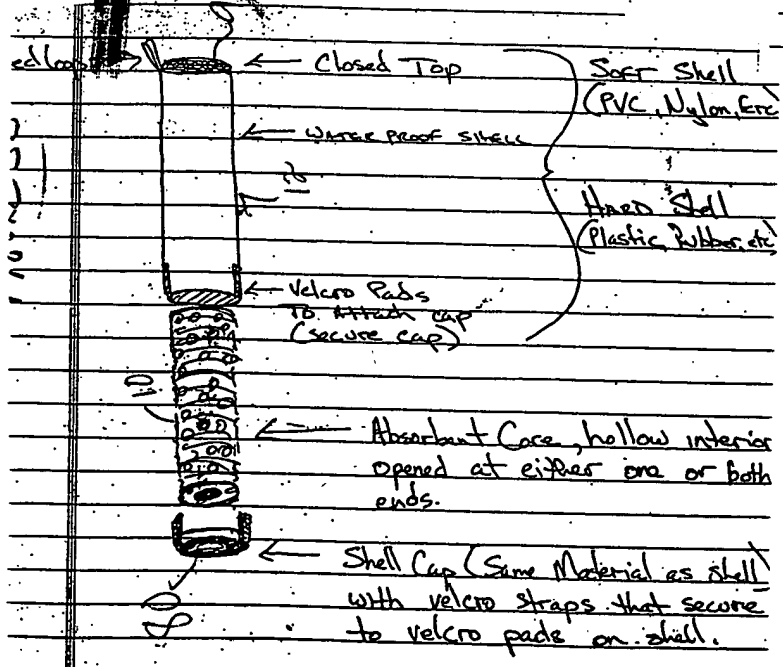 Closed Top
Soft Shell
(PVC, Nylon, Etc
WATER PROOF SHELL
12
Hard Shell
(Plastic, Rubber, etc)
Velcro Pads
To Attach cap
(secure cap)
10
Absorbant Core, hollow interior
opened at either one or both
ends.
Shell Cap (Same Material as shell)
with velcro straps that secure
to velcro pads on shell.